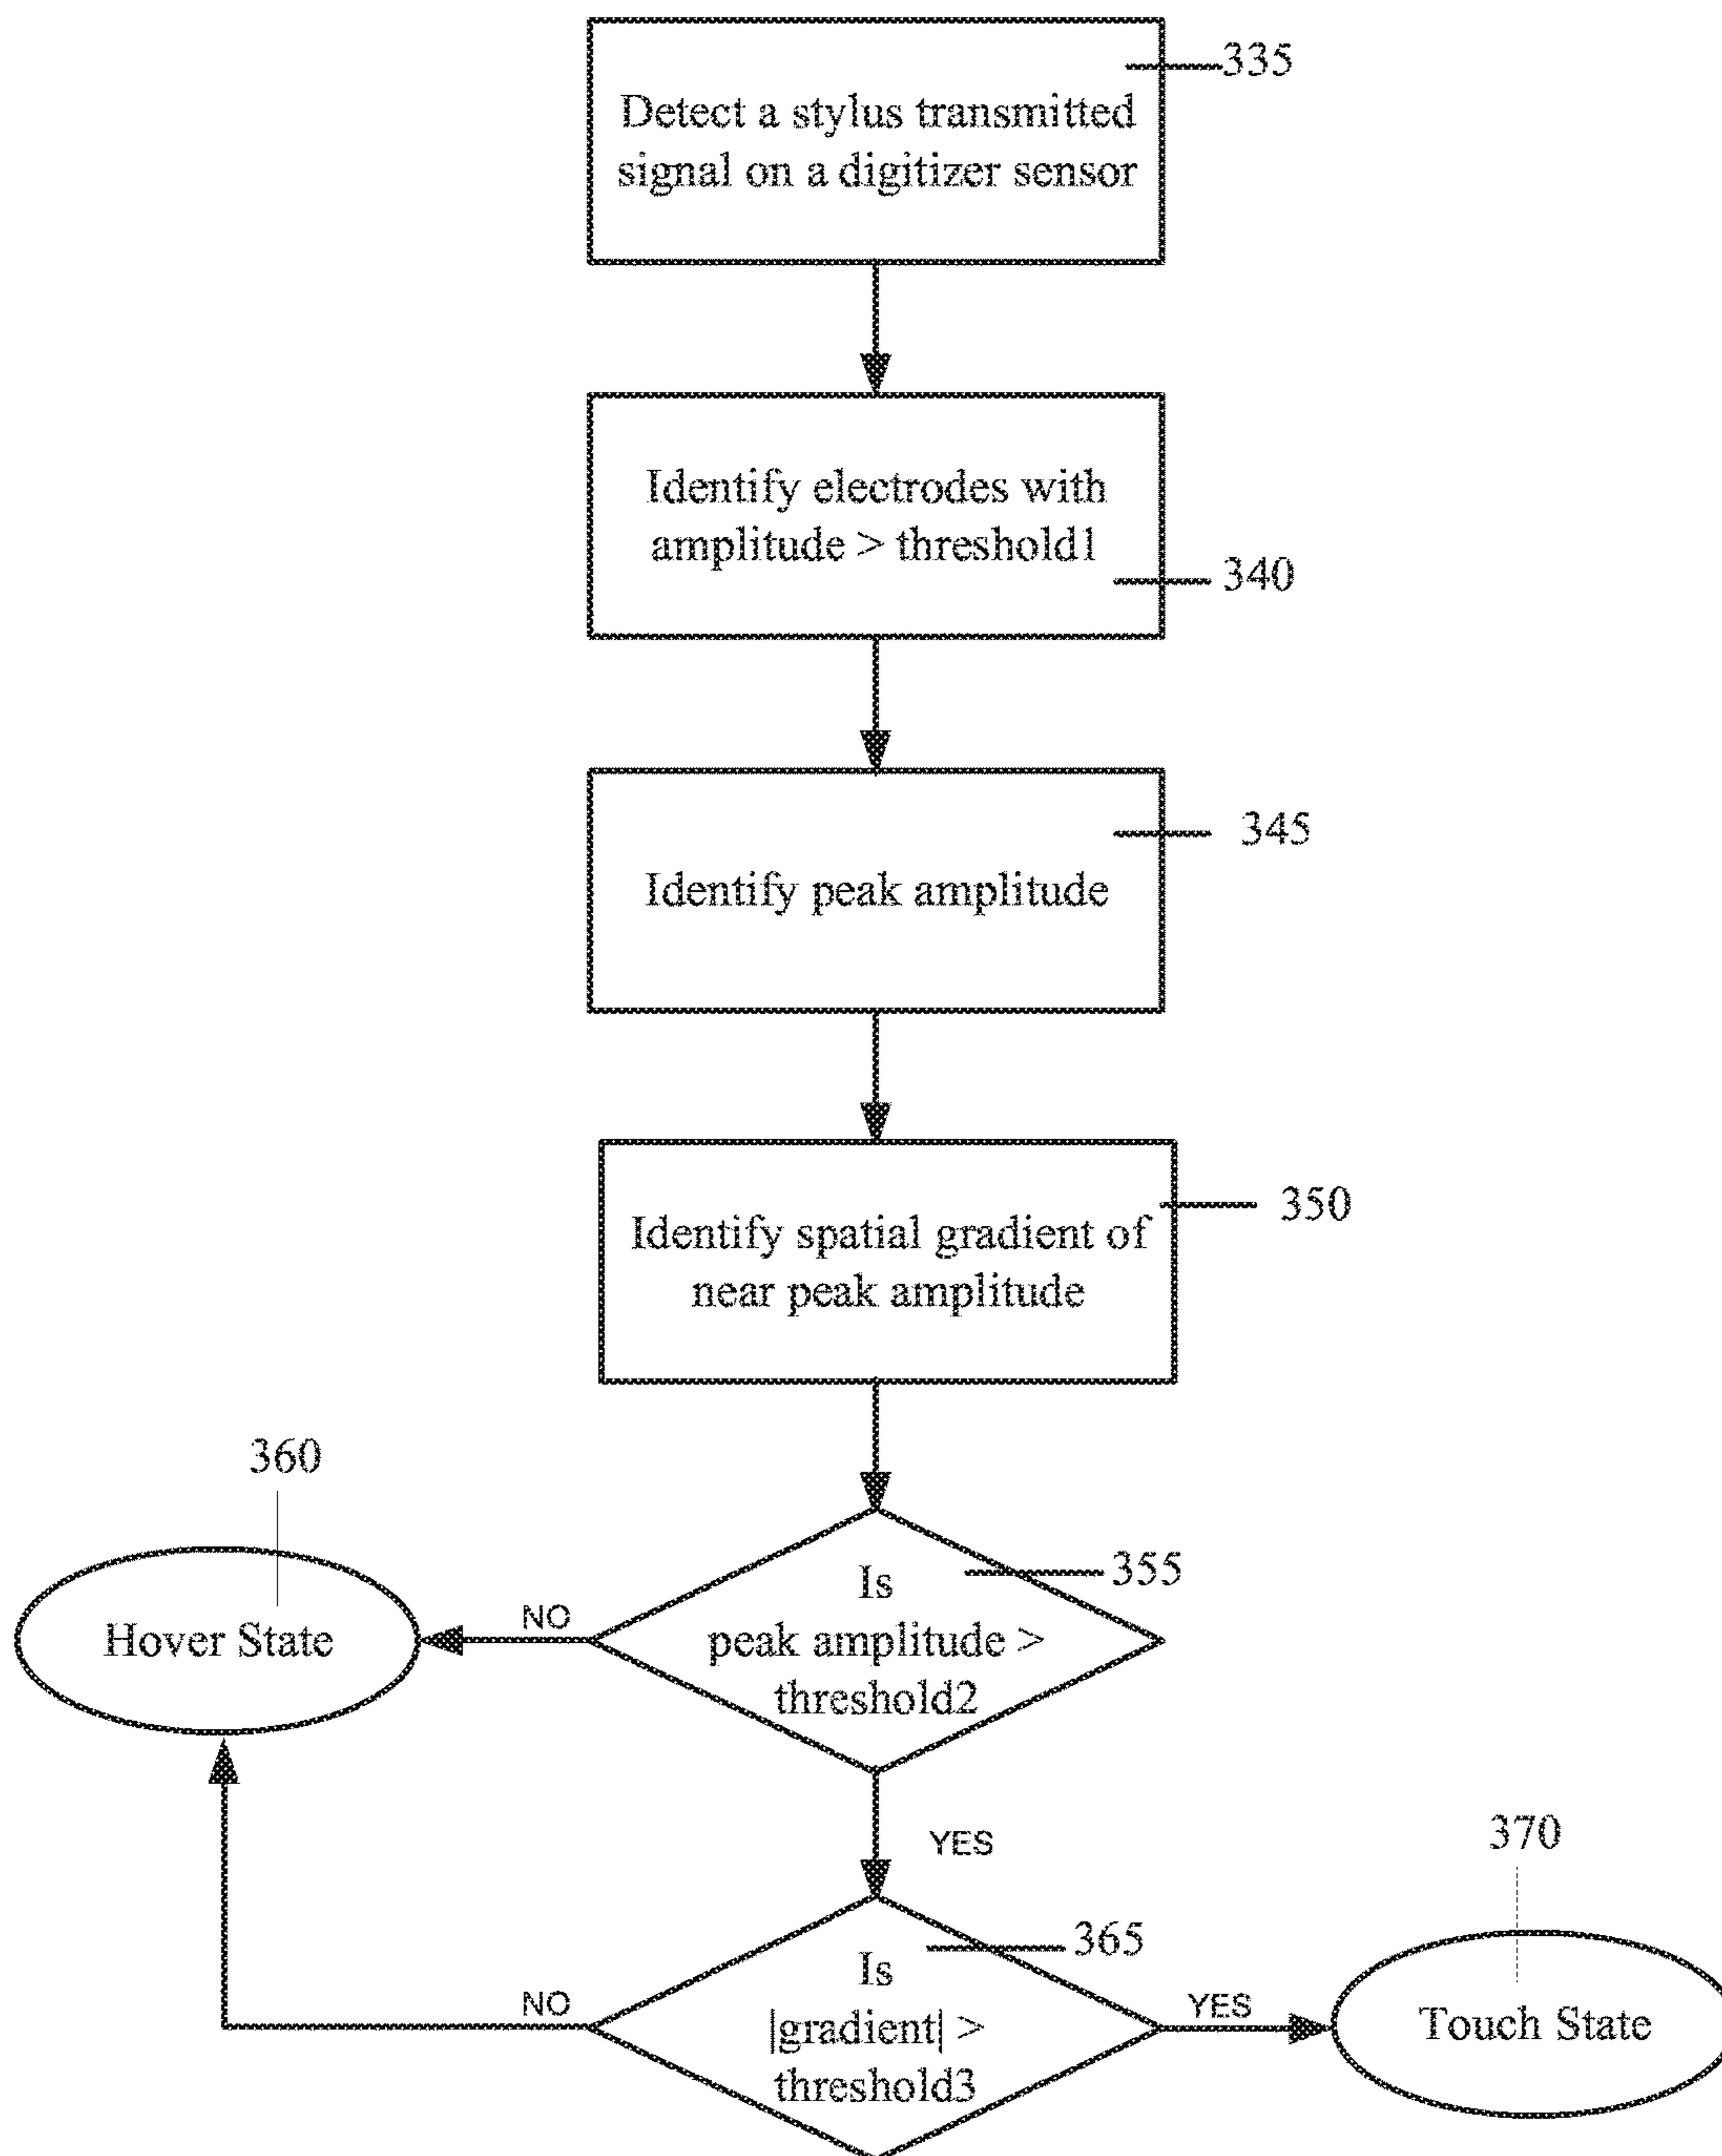 335
Detect a stylus transmitted
signal on a digitizer sensor
Identify electrodes with
amplitude > threshold1
340
345
Identify peak amplitude
350
Identify spatial gradient of
near peak amplitude
360
355
Is
peak amplitude >
threshold2
NO
Hover State
YES
370
365
Is
|gradient| >
threshold3
NO
YES
Touch State